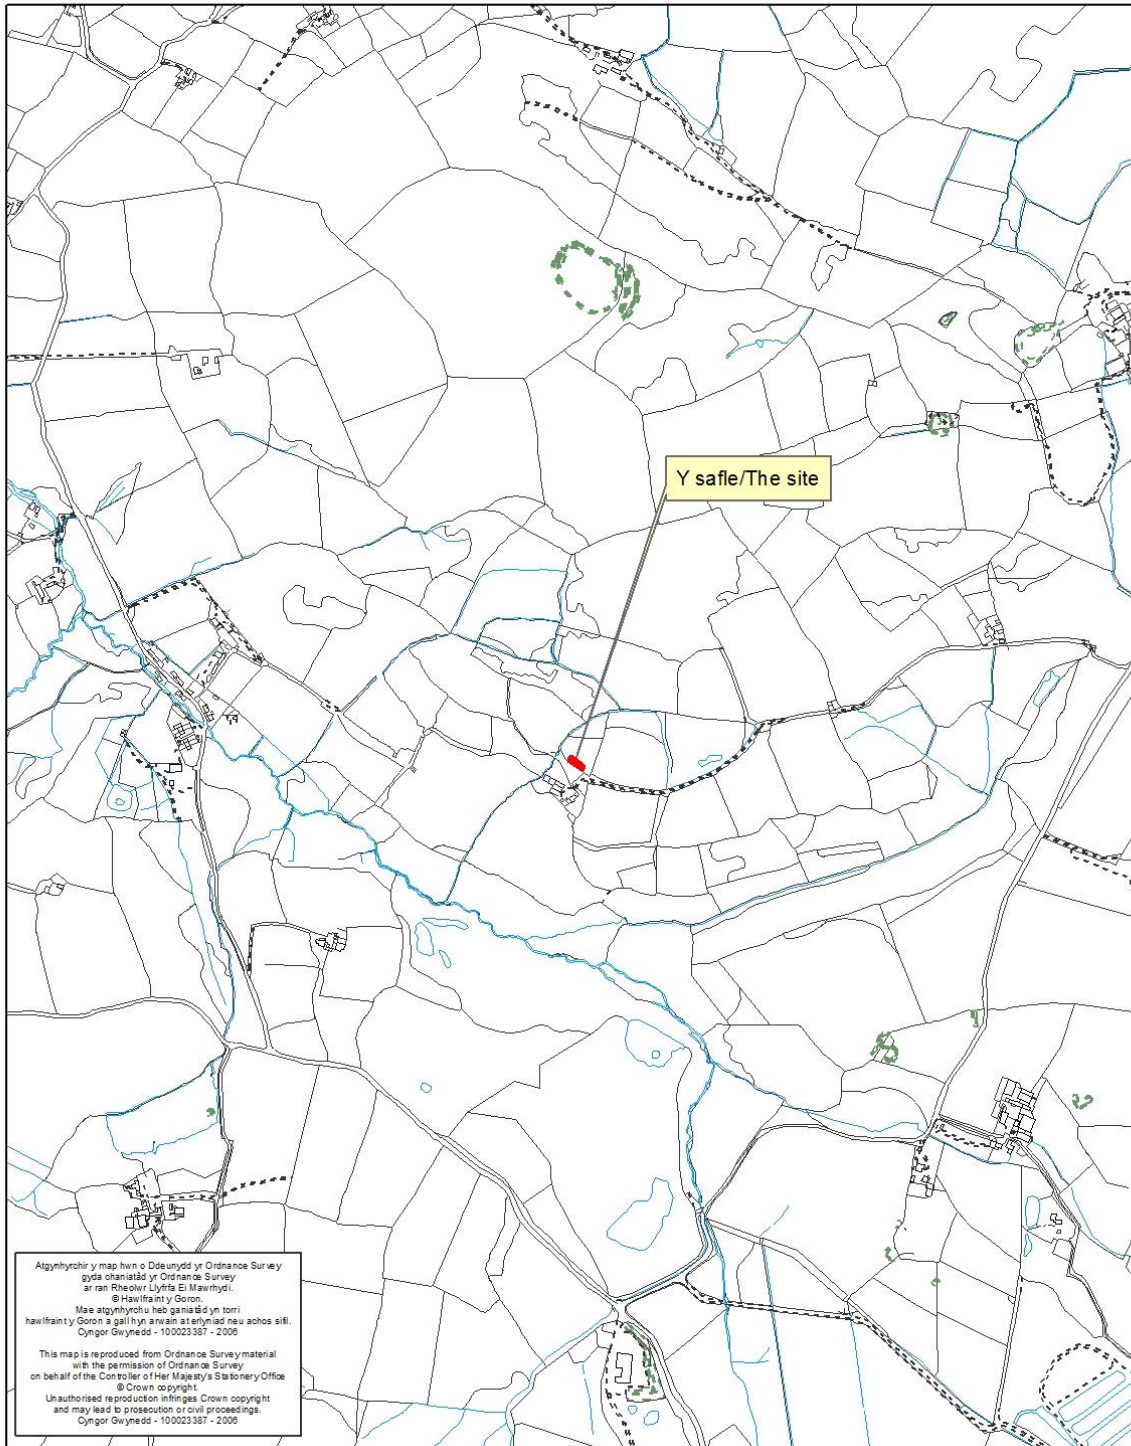 Y safle/The site
Atgynhyrchir y map hwn o Ddeunydd yr Ordnance Survey
gyda chaniatâd yr Ordnance Survey
ar ran Rheolwr Llyfrfa Ei Mawrhydi.
© Hawlfraint y Goron.
Mae atgynhyrchu heb ganiatâd yn torri
hawlfraint y Goron a gall hyn arwain at erlyniad neu achos sifil.
Cyngor Gwynedd - 100023387 - 2006
This map is reproduced from Ordnance Survey material
with the permission of Ordnance Survey
on behalf of the Controller of Her Majesty's Stationery Office
© Crown copyright.
Unauthorised reproduction infringes Crown copyright
and may lead to prosecution or civil proceedings.
Cyngor Gwynedd - 100023387 - 2006